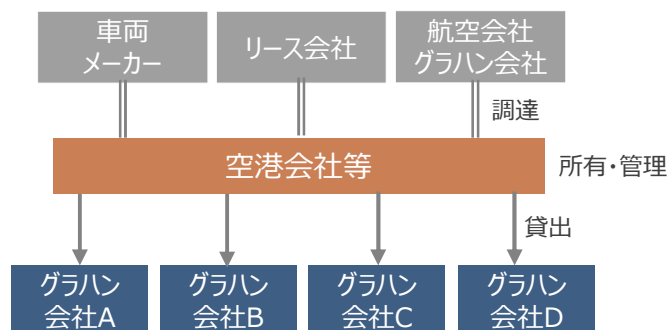 車両
メーカー
リース会社
航空会社
グラハン会社
調達
空港会社等
所有・管理
貸出
グラハン
会社A
グラハン
会社B
グラハン
会社C
グラハン
会社D